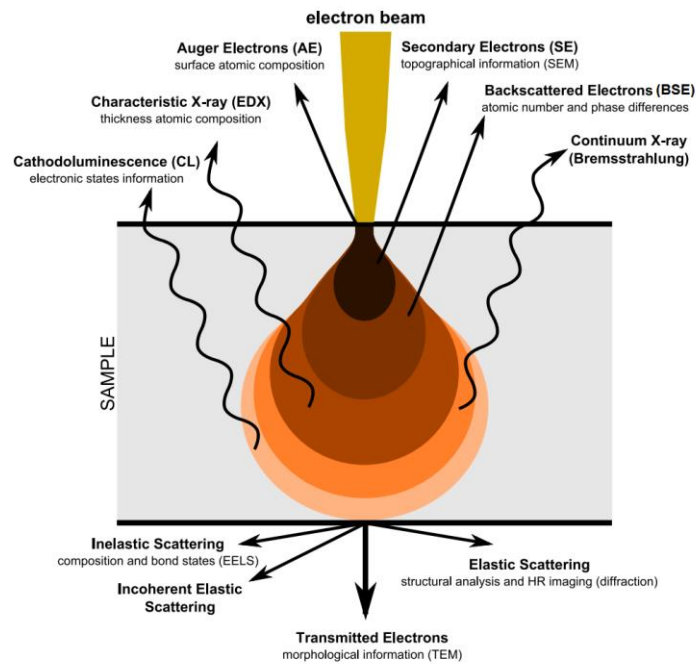 electron beam
Auger Electrons (AE)
surface atomic composition
Secondary Electrons (SE)
topographical information (SEM)
Characteristic X-ray (EDX)
thickness atomic composition
Backscattered Electrons (BSE)
atomic number and phase differences
Cathodoluminescence (CL)
electronic states information
Continuum X-ray
(Bremsstrahlung)
SAMPLE
Inelastic Scattering
composition and bond states (EELS)
Incoherent Elastic
Scattering
Elastic Scattering
structural analysis and HR imaging (diffraction)
Transmitted Electrons
morphological information (TEM)